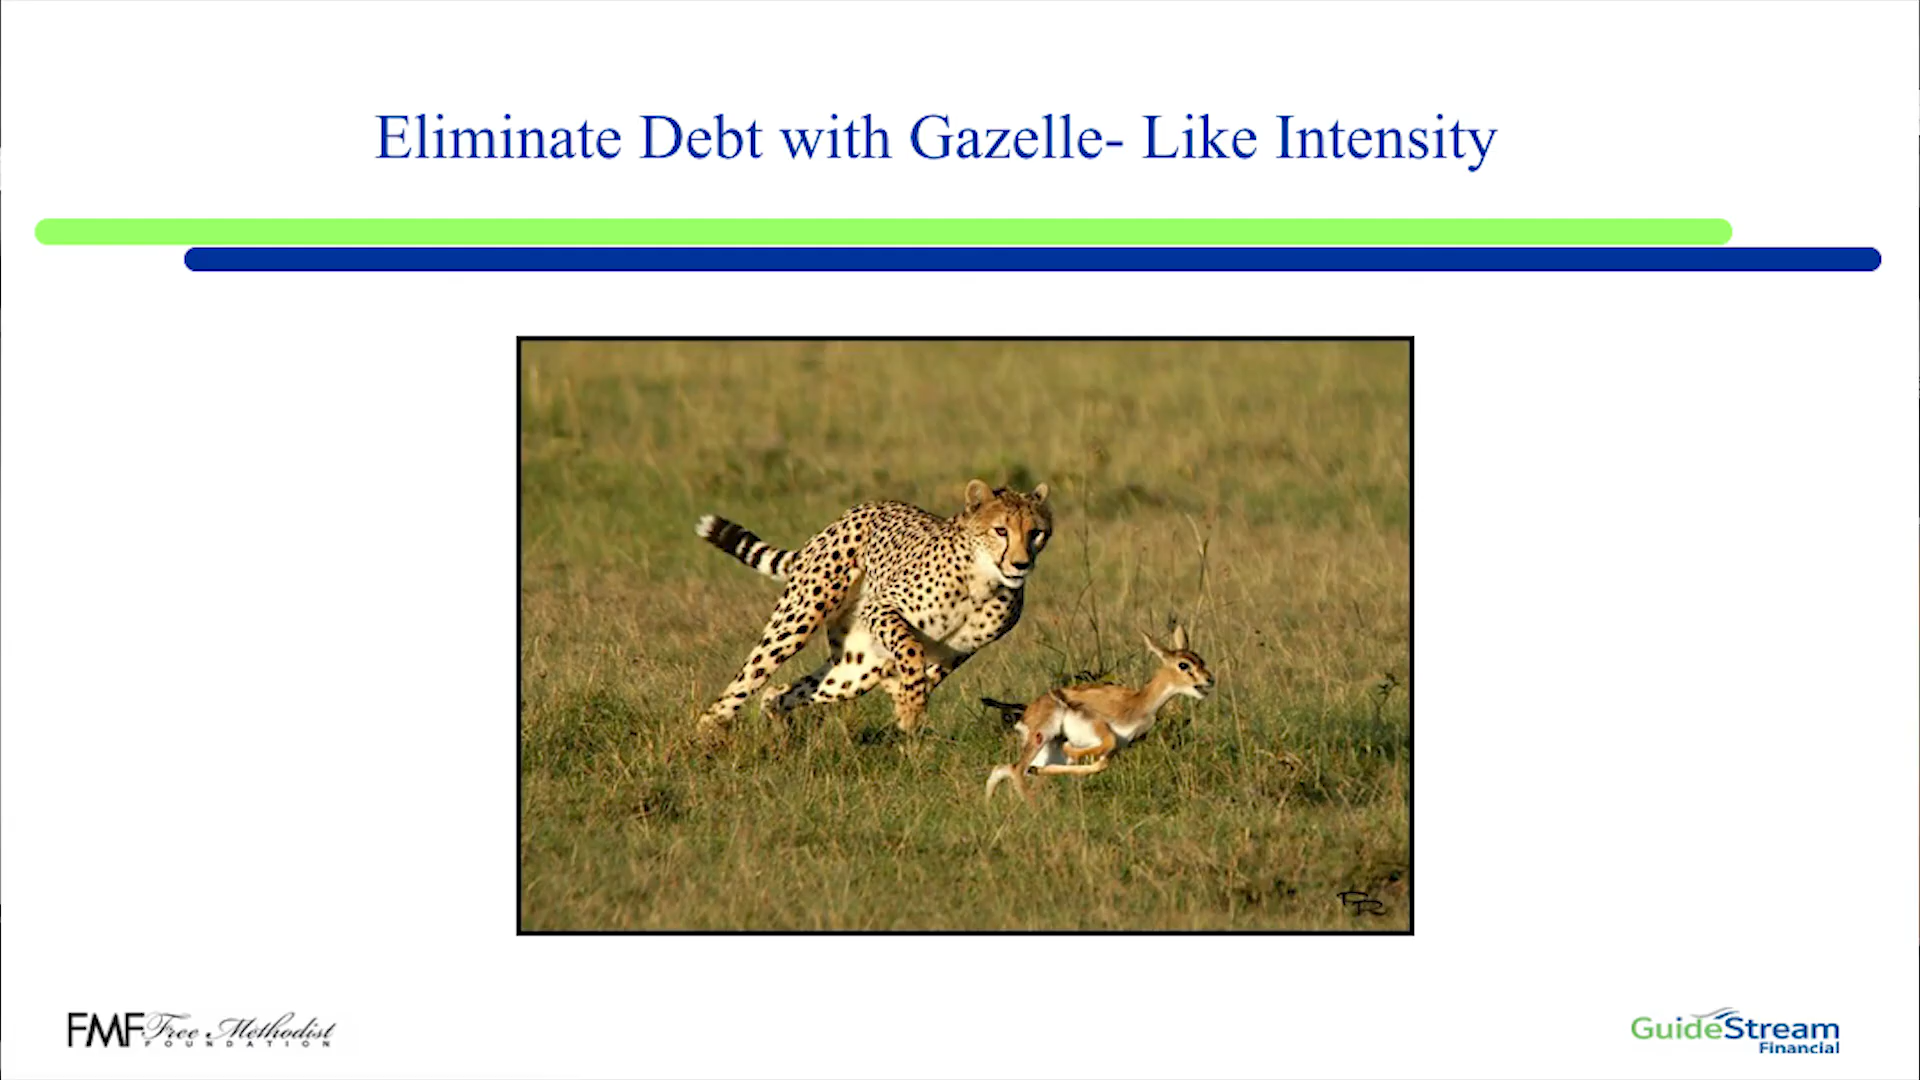 Eliminate Debt with Gazelle- Like Intensity
FMF Free Methodist
FOUNDATION
GuideStream
Financial